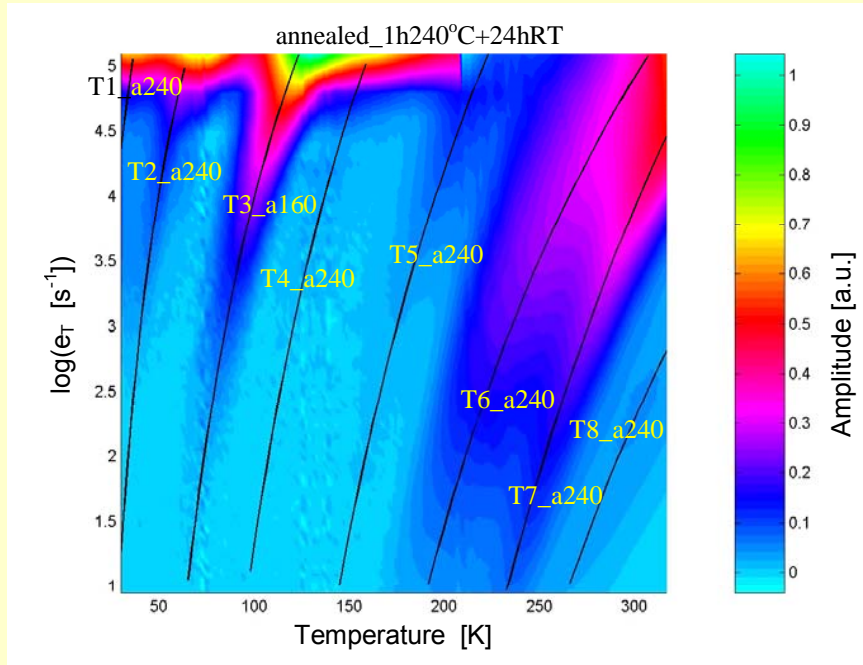 annealed_1h240°C+24hRT
5
4.5
4
3.5
3
2.5
2
1.5
1
log(eT [s-1])
T1_a240
T2_a240
T3_a160
T4_a240
T5_a240
T6_a240
T7_a240
T8_a240
50
100
150
200
250
300
Temperature [K]
1
0.9
0.8
0.7
0.6
0.5
0.4
0.3
0.2
0.1
0
Amplitude [a.u.]